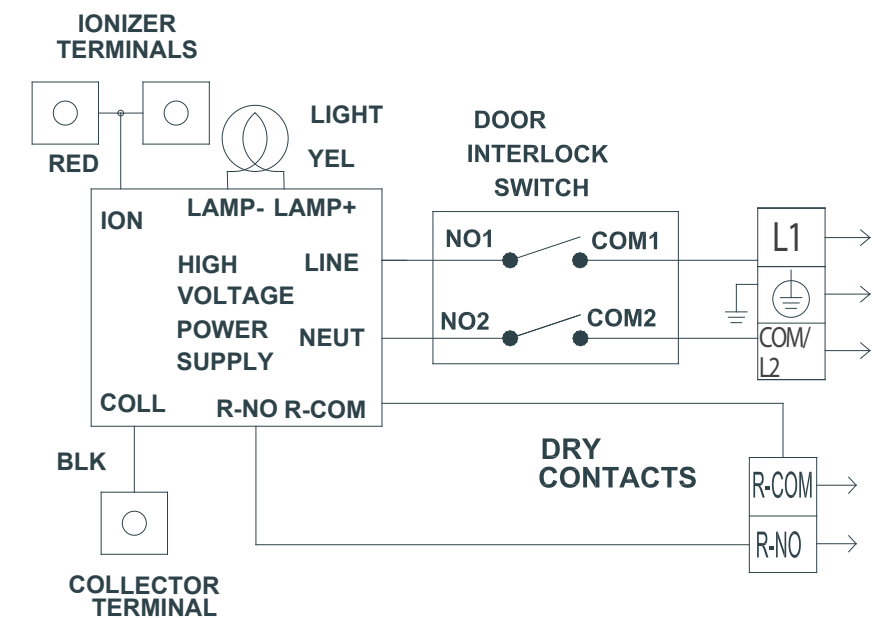 IONIZER
TERMINALS
LIGHT
YEL
RED
DOOR
INTERLOCK
SWITCH
ION
LAMP- LAMP+
HIGH
VOLTAGE
POWER
SUPPLY
LINE
NEUT
NO1
COM1
NO2
COM2
L1
COM/
L2
COLL
R-NO R-COM
BLK
DRY
CONTACTS
R-COM
R-NO
COLLECTOR
TERMINAL